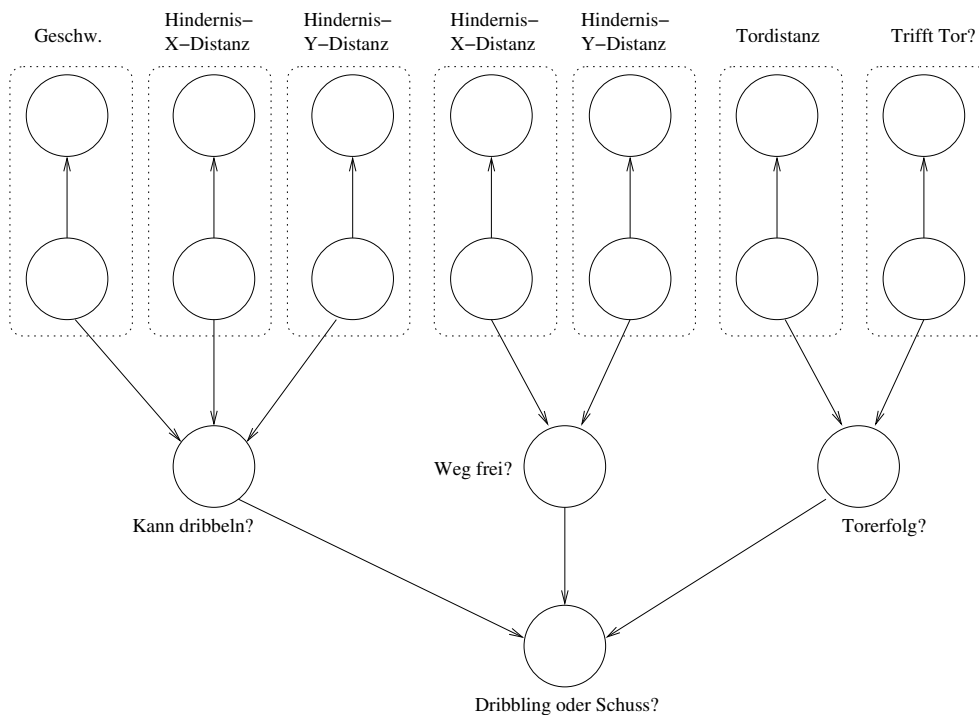 Geschw.
Hindernis-
X-Distanz
Hindernis-
Y-Distanz
Hindernis-
X-Distanz
Hindernis-
Y-Distanz
Tordistanz
Trifft Tor?
Weg frei?
Kann dribbeln?
Torerfolg?
Dribbling oder Schuss?